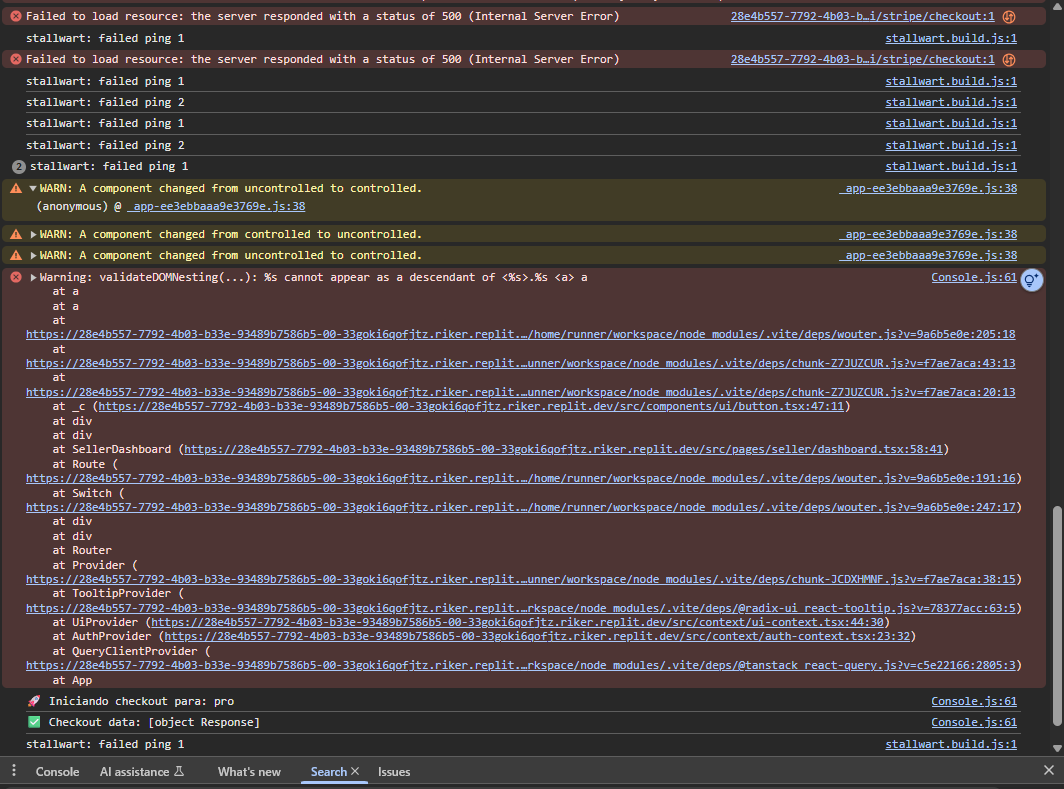 Failed to load resource: the server responded with a status of 500 (Internal Server Error) 28e4b557-7792-4b03-b…i/stripe/checkout:1
stallwart: failed ping 1 stallwart.build.js:1
Failed to load resource: the server responded with a status of 500 (Internal Server Error) 28e4b557-7792-4b03-b…i/stripe/checkout:1
stallwart: failed ping 1 stallwart.build.js:1
stallwart: failed ping 2 stallwart.build.js:1
stallwart: failed ping 1 stallwart.build.js:1
stallwart: failed ping 2 stallwart.build.js:1
2 stallwart: failed ping 1 stallwart.build.js:1
WARN: A component changed from uncontrolled to controlled. _app-ee3ebbaaa9e3769e.js:38
(anonymous) @ _app-ee3ebbaaa9e3769e.js:38
WARN: A component changed from controlled to uncontrolled. _app-ee3ebbaaa9e3769e.js:38
WARN: A component changed from uncontrolled to controlled. _app-ee3ebbaaa9e3769e.js:38
Warning: validateDOMNesting(...): %s cannot appear as a descendant of <%s>.%s <a> a Console.js:61
at a
at a
at
https://28e4b557-7792-4b03-b33e-93489b7586b5-00-33goki6qofjtz.riker.replit.…/home/runner/workspace/node_modules/.vite/deps/wouter.js?v=9a6b5e0e:205:18
at
https://28e4b557-7792-4b03-b33e-93489b7586b5-00-33goki6qofjtz.riker.replit.…unner/workspace/node_modules/.vite/deps/chunk-Z7JUZCUR.js?v=f7ae7aca:43:13
at
https://28e4b557-7792-4b03-b33e-93489b7586b5-00-33goki6qofjtz.riker.replit.…unner/workspace/node_modules/.vite/deps/chunk-Z7JUZCUR.js?v=f7ae7aca:20:13
at _c (https://28e4b557-7792-4b03-b33e-93489b7586b5-00-33goki6qofjtz.riker.replit.dev/src/components/ui/button.tsx:47:11)
at div
at div
at SellerDashboard (https://28e4b557-7792-4b03-b33e-93489b7586b5-00-33goki6qofjtz.riker.replit.dev/src/pages/seller/dashboard.tsx:58:41)
at Route (
https://28e4b557-7792-4b03-b33e-93489b7586b5-00-33goki6qofjtz.riker.replit.…/home/runner/workspace/node_modules/.vite/deps/wouter.js?v=9a6b5e0e:191:16)
at Switch (
https://28e4b557-7792-4b03-b33e-93489b7586b5-00-33goki6qofjtz.riker.replit.…/home/runner/workspace/node_modules/.vite/deps/wouter.js?v=9a6b5e0e:247:17)
at div
at div
at Router
at Provider (
https://28e4b557-7792-4b03-b33e-93489b7586b5-00-33goki6qofjtz.riker.replit.…unner/workspace/node_modules/.vite/deps/chunk-JCDXHMNF.js?v=f7ae7aca:38:15)
at TooltipProvider (
https://28e4b557-7792-4b03-b33e-93489b7586b5-00-33goki6qofjtz.riker.replit.…rkspace/node_modules/.vite/deps/@radix-ui_react-tooltip.js?v=78377acc:63:5)
at UiProvider (https://28e4b557-7792-4b03-b33e-93489b7586b5-00-33goki6qofjtz.riker.replit.dev/src/context/ui-context.tsx:44:30)
at AuthProvider (https://28e4b557-7792-4b03-b33e-93489b7586b5-00-33goki6qofjtz.riker.replit.dev/src/context/auth-context.tsx:23:32)
at QueryClientProvider (
https://28e4b557-7792-4b03-b33e-93489b7586b5-00-33goki6qofjtz.riker.replit.…rkspace/node_modules/.vite/deps/@tanstack_react-query.js?v=c5e22166:2805:3)
at App
🚀 Iniciando checkout para: pro Console.js:61
✅ Checkout data: [object Response] Console.js:61
stallwart: failed ping 1 stallwart.build.js:1
Console AI assistance What's new Search Issues